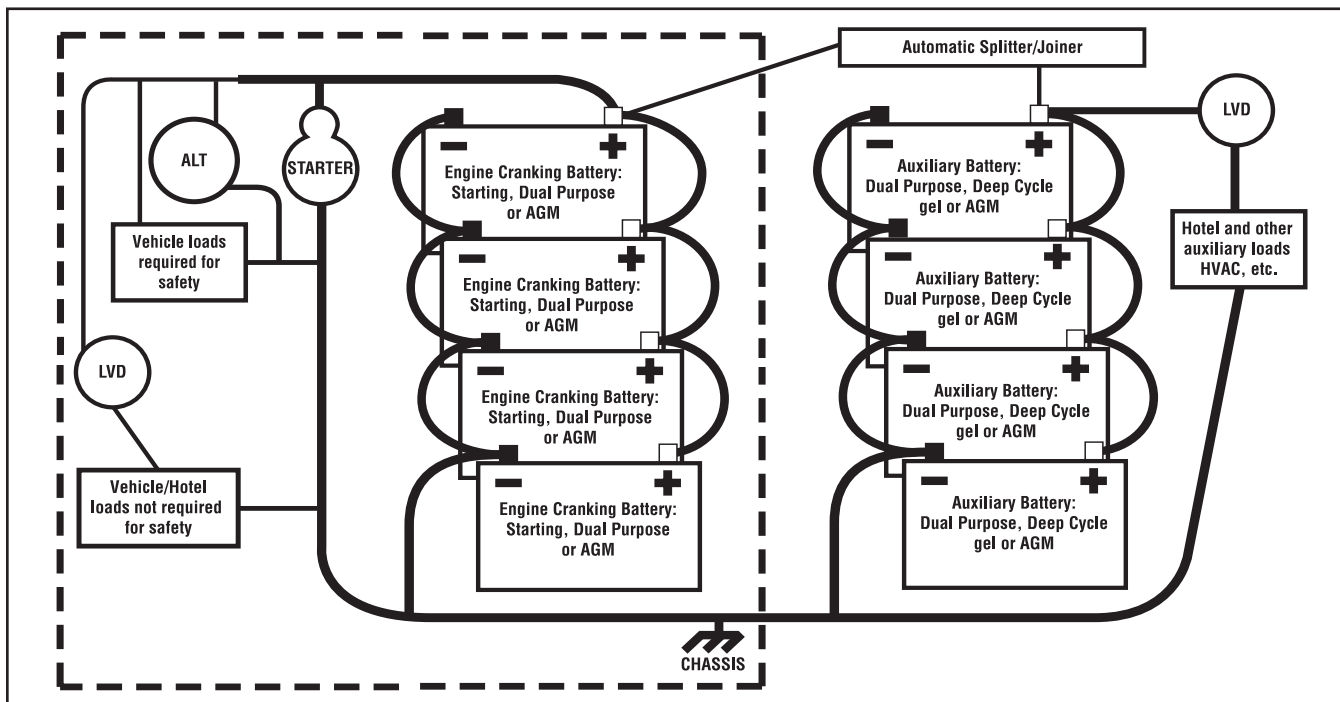 Automatic Splitter/Joiner
ALT
STARTER
Vehicle loads
required for
safety
LVD
Vehicle/Hotel
loads not required
for safety
Engine Cranking Battery:
Starting, Dual Purpose
or AGM
Engine Cranking Battery:
Starting, Dual Purpose
or AGM
Engine Cranking Battery:
Starting, Dual Purpose
or AGM
Engine Cranking Battery:
Starting, Dual Purpose
or AGM
Auxiliary Battery:
Dual Purpose, Deep Cycle
gel or AGM
Auxiliary Battery:
Dual Purpose, Deep Cycle
gel or AGM
Auxiliary Battery:
Dual Purpose, Deep Cycle
gel or AGM
Auxiliary Battery:
Dual Purpose, Deep Cycle
gel or AGM
LVD
Hotel and other
auxiliary loads
HVAC, etc.
CHASSIS